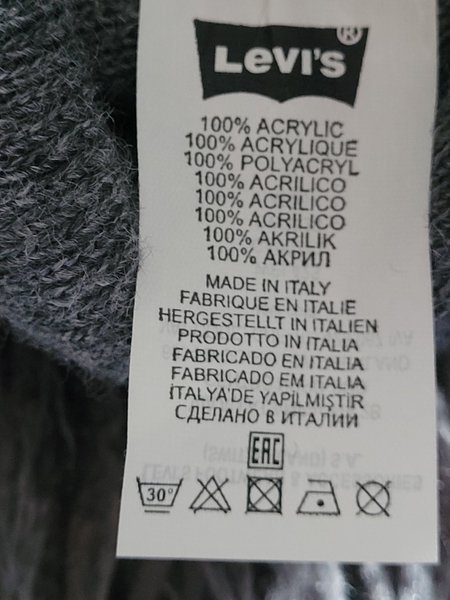 Levi's®
100% ACRYLIC
100% ACRYLIQUE
100% POLYACRYL
100% ACRILICO
100% ACRILICO
100% ACRILICO
100% AKRILIK
100% АКРИЛ
MADE IN ITALY
FABRIQUE EN ITALIE
HERGESTELLT IN ITALIEN
PRODOTTO IN ITALIA
FABRICADO EN ITALIA
FABRICADO EM ITALIA
İTALYA'DE YAPILMIŞTIR
СДЕЛАНО В ИТАЛИИ
EAC
30°